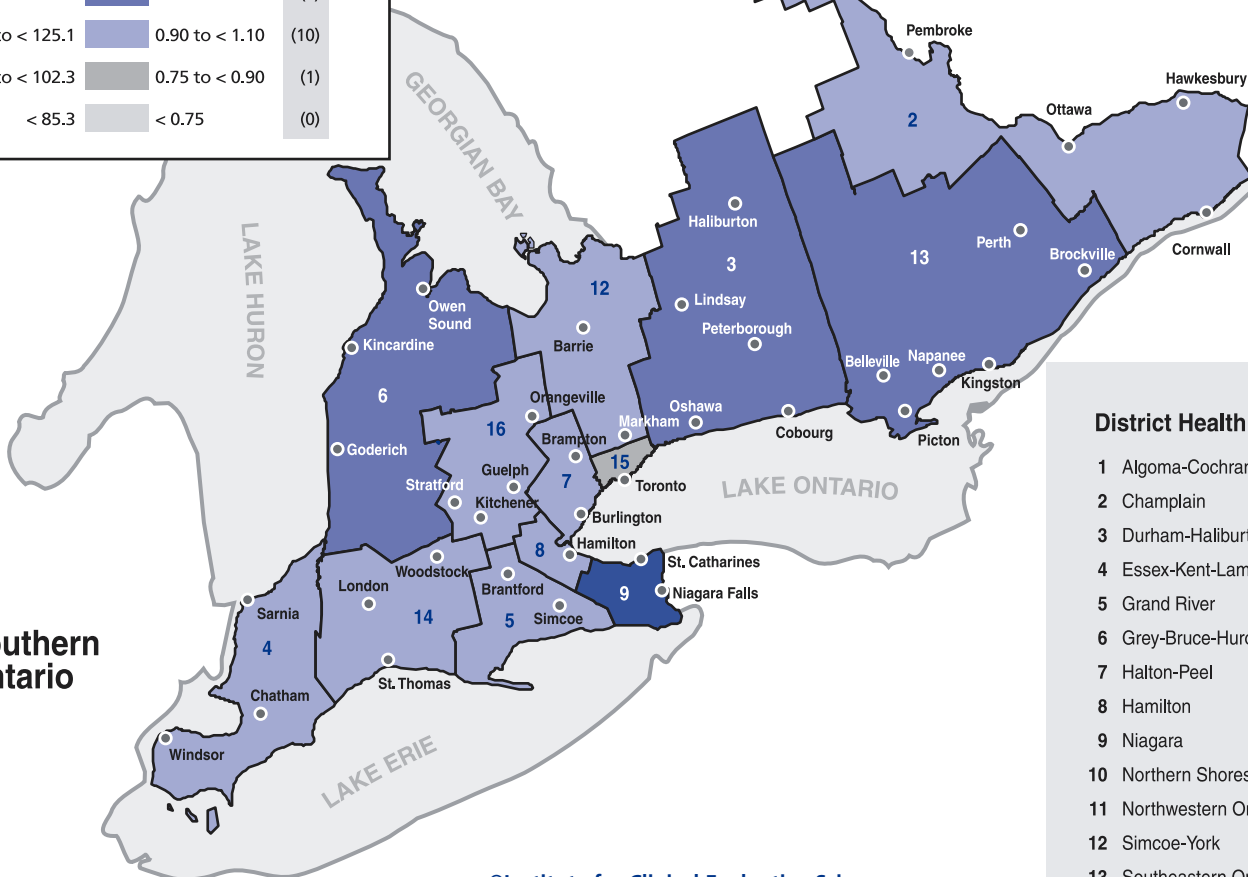 to < 125.1 0.90 to < 1.10 (10)
to < 102.3 0.75 to < 0.90 (1)
< 85.3 < 0.75 (0)
GEORGIAN BAY
LAKE HURON
LAKE ONTARIO
LAKE ERIE
Pembroke
Hawkesbury
Ottawa
2
Cornwall
Haliburton
3
Lindsay
Peterborough
Oshawa
Cobourg
13
Perth
Brockville
Belleville
Napanee
Kingston
Picton
12
Barrie
Markham
Owen
Sound
Kincardine
6
Goderich
Orangeville
16
Guelph
Stratford
Kitchener
Brampton
7
15
Toronto
Burlington
Hamilton
8
St. Catharines
9
Niagara Falls
Woodstock
London
14
St. Thomas
Brantford
5
Simcoe
Sarnia
4
Chatham
Windsor
District Health
1 Algoma-Cochran
2 Champlain
3 Durham-Haliburt
4 Essex-Kent-Lam
5 Grand River
6 Grey-Bruce-Huro
7 Halton-Peel
8 Hamilton
9 Niagara
10 Northern Shores
11 Northwestern On
12 Simcoe-York